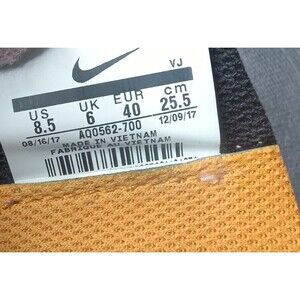 VJ
US UK EUR cm
8.5 6 40 25.5
08/16/17 AQ0562-700 12/09/17
MADE IN VIETNAM
FABRIQUE AU VIETNAM